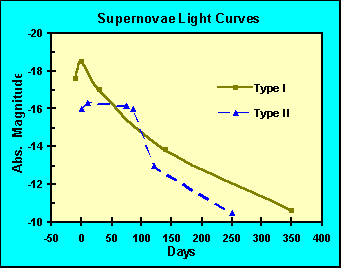 Supernovae Light Curves
-20
-18
-16
-14
-12
-10
Abs. Magnitude
Type I
Type II
-50 0 50 100 150 200 250 300 350 400
Days